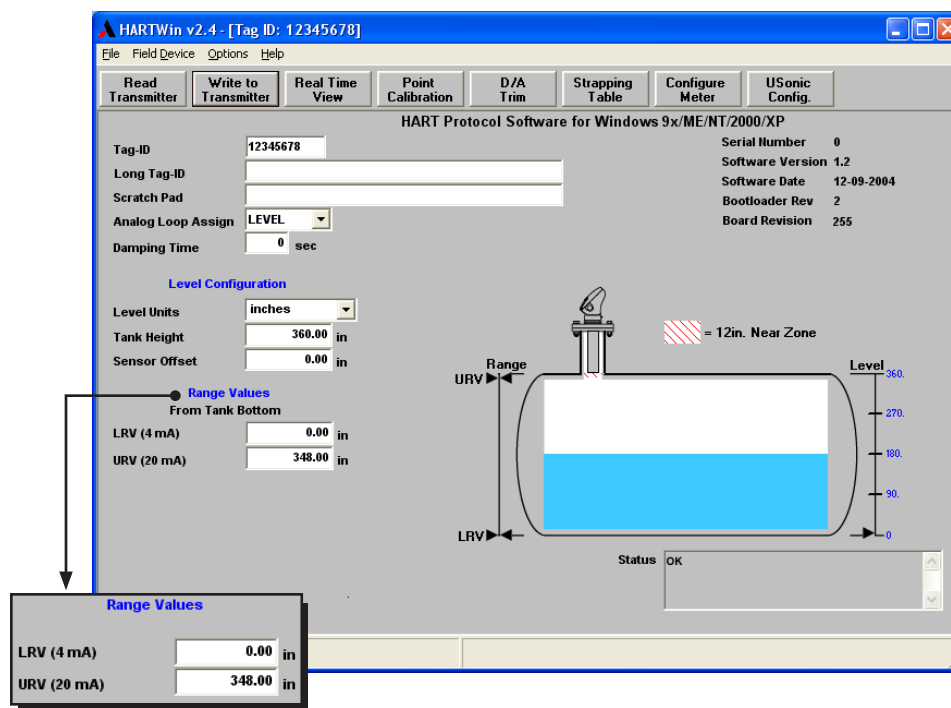 HARTWin v2.4 - [Tag ID: 12345678]
File Field Device Options Help
Read Transmitter
Write to Transmitter
Real Time View
Point Calibration
D/A Trim
Strapping Table
Configure Meter
USonic Config.
HART Protocol Software for Windows 9x/ME/NT/2000/XP
Tag-ID 12345678
Long Tag-ID
Scratch Pad
Analog Loop Assign LEVEL
Damping Time 0 sec
Serial Number 0
Software Version 1.2
Software Date 12-09-2004
Bootloader Rev 2
Board Revision 255
Level Configuration
Level Units inches
Tank Height 360.00 in
Sensor Offset 0.00 in
Range Values
From Tank Bottom
LRV (4 mA) 0.00 in
URV (20 mA) 348.00 in
= 12in. Near Zone
Range
URV
LRV
Level
360.
270.
180.
90.
0
Status OK
Range Values
LRV (4 mA) 0.00 in
URV (20 mA) 348.00 in